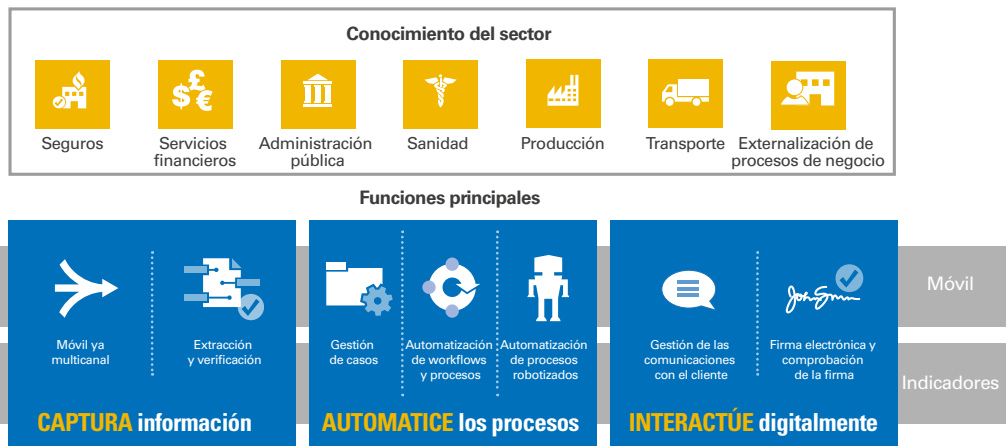 Conocimiento del sector
Seguros
Servicios
financieros
Administración
pública
Sanidad
Producción
Transporte
Externalización de
procesos de negocio
Funciones principales
Móvil ya
multicanal
Extracción
y verificación
CAPTURA información
Gestión
de casos
Automatización
de workflows
y procesos
Automatización
de procesos
robotizados
AUTOMATICE los procesos
Gestión de las
comunicaciones
con el cliente
John Smm
Firma electrónica y
comprobación
de la firma
INTERACTÚE digitalmente
Móvil
Indicadores